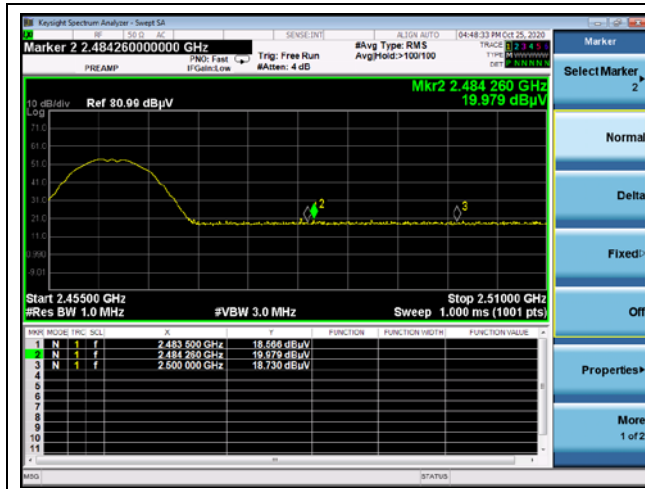 Keysight Spectrum Analyzer - Swept SA
RF 50 Ω AC SENSE:INT ALIGN AUTO 04:48:33 PM Oct 25, 2020
Marker 2 2.484260000000 GHz
PREAMP
PNO: Fast
IFGain:Low
Trig: Free Run
#Atten: 4 dB
#Avg Type: RMS
Avg|Hold:>100/100
TRACE 1 2 3 4 5 6
TYPE M W W W W W
DET P N N N N N
Mkr2 2.484 260 GHz
19.979 dBµV
10 dB/div Ref 80.99 dBµV
Log
71.0
61.0
51.0
41.0
31.0
21.0
11.0
0.990
-9.01
2
3
Start 2.45500 GHz Stop 2.51000 GHz
#Res BW 1.0 MHz #VBW 3.0 MHz Sweep 1.000 ms (1001 pts)
MKR MODE TRC SCL X Y FUNCTION FUNCTION WIDTH FUNCTION VALUE
1 N 1 f 2.483 500 GHz 18.566 dBµV
2 N 1 f 2.484 260 GHz 19.979 dBµV
3 N 1 f 2.500 000 GHz 18.730 dBµV
4
5
6
7
8
9
10
11
MSG STATUS
Marker
Select Marker
2
Normal
Delta
Fixed
Off
Properties
More
1 of 2